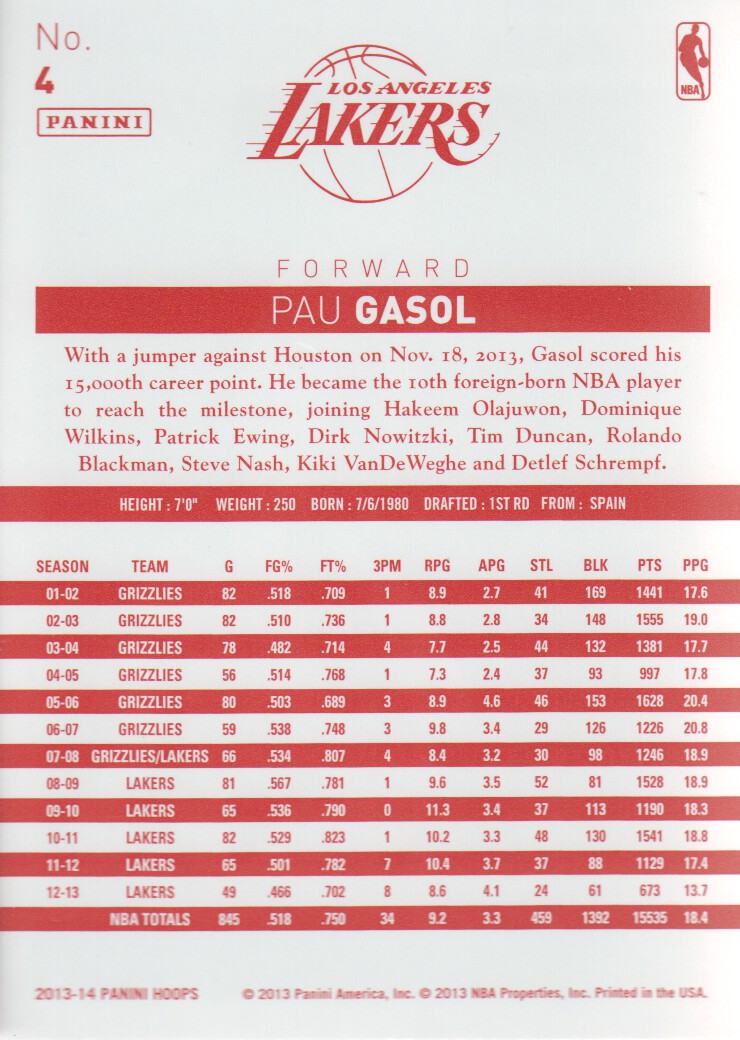 No.
4
PANINI
LOS ANGELES
LAKERS
NBA
FORWARD
PAU GASOL
With a jumper against Houston on Nov. 18, 2013, Gasol scored his
15,000th career point. He became the 10th foreign-born NBA player
to reach the milestone, joining Hakeem Olajuwon, Dominique
Wilkins, Patrick Ewing, Dirk Nowitzki, Tim Duncan, Rolando
Blackman, Steve Nash, Kiki VanDeWeghe and Detlef Schrempf.
HEIGHT : 7'0" WEIGHT : 250 BORN : 7/6/1980 DRAFTED : 1ST RD FROM : SPAIN
SEASON TEAM G FG% FT% 3PM RPG APG STL BLK PTS PPG
01-02 GRIZZLIES 82 .518 .709 1 8.9 2.7 41 169 1441 17.6
02-03 GRIZZLIES 82 .510 .736 1 8.8 2.8 34 148 1555 19.0
03-04 GRIZZLIES 78 .482 .714 4 7.7 2.5 44 132 1381 17.7
04-05 GRIZZLIES 56 .514 .768 1 7.3 2.4 37 93 997 17.8
05-06 GRIZZLIES 80 .503 .689 3 8.9 4.6 46 153 1628 20.4
06-07 GRIZZLIES 59 .538 .748 3 9.8 3.4 29 126 1226 20.8
07-08 GRIZZLIES/LAKERS 66 .534 .807 4 8.4 3.2 30 98 1246 18.9
08-09 LAKERS 81 .567 .781 1 9.6 3.5 52 81 1528 18.9
09-10 LAKERS 65 .536 .790 0 11.3 3.4 37 113 1190 18.3
10-11 LAKERS 82 .529 .823 1 10.2 3.3 48 130 1541 18.8
11-12 LAKERS 65 .501 .782 7 10.4 3.7 37 88 1129 17.4
12-13 LAKERS 49 .466 .702 8 8.6 4.1 24 61 673 13.7
NBA TOTALS 845 .518 .750 34 9.2 3.3 459 1392 15535 18.4
2013-14 PANINI HOOPS © 2013 Panini America, Inc. © 2013 NBA Properties, Inc. Printed in the USA.